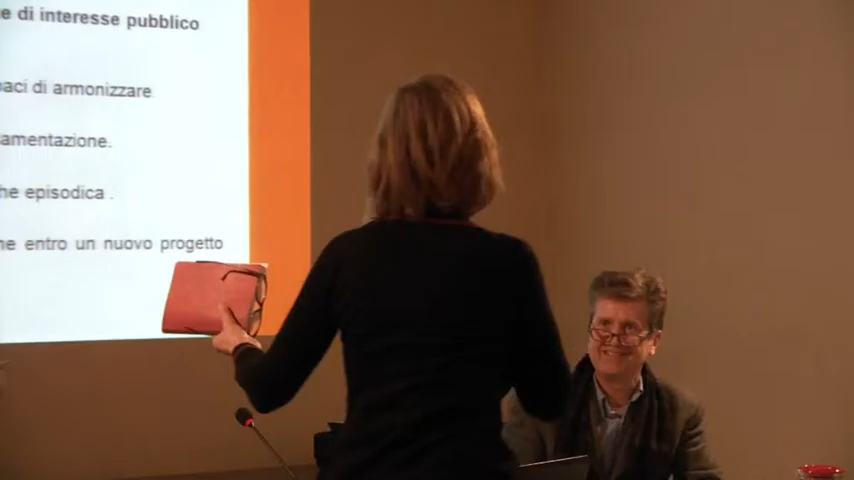 e di interesse pubblico
paci di armonizzare
amentazione.
he episodica .
ne entro un nuovo progetto